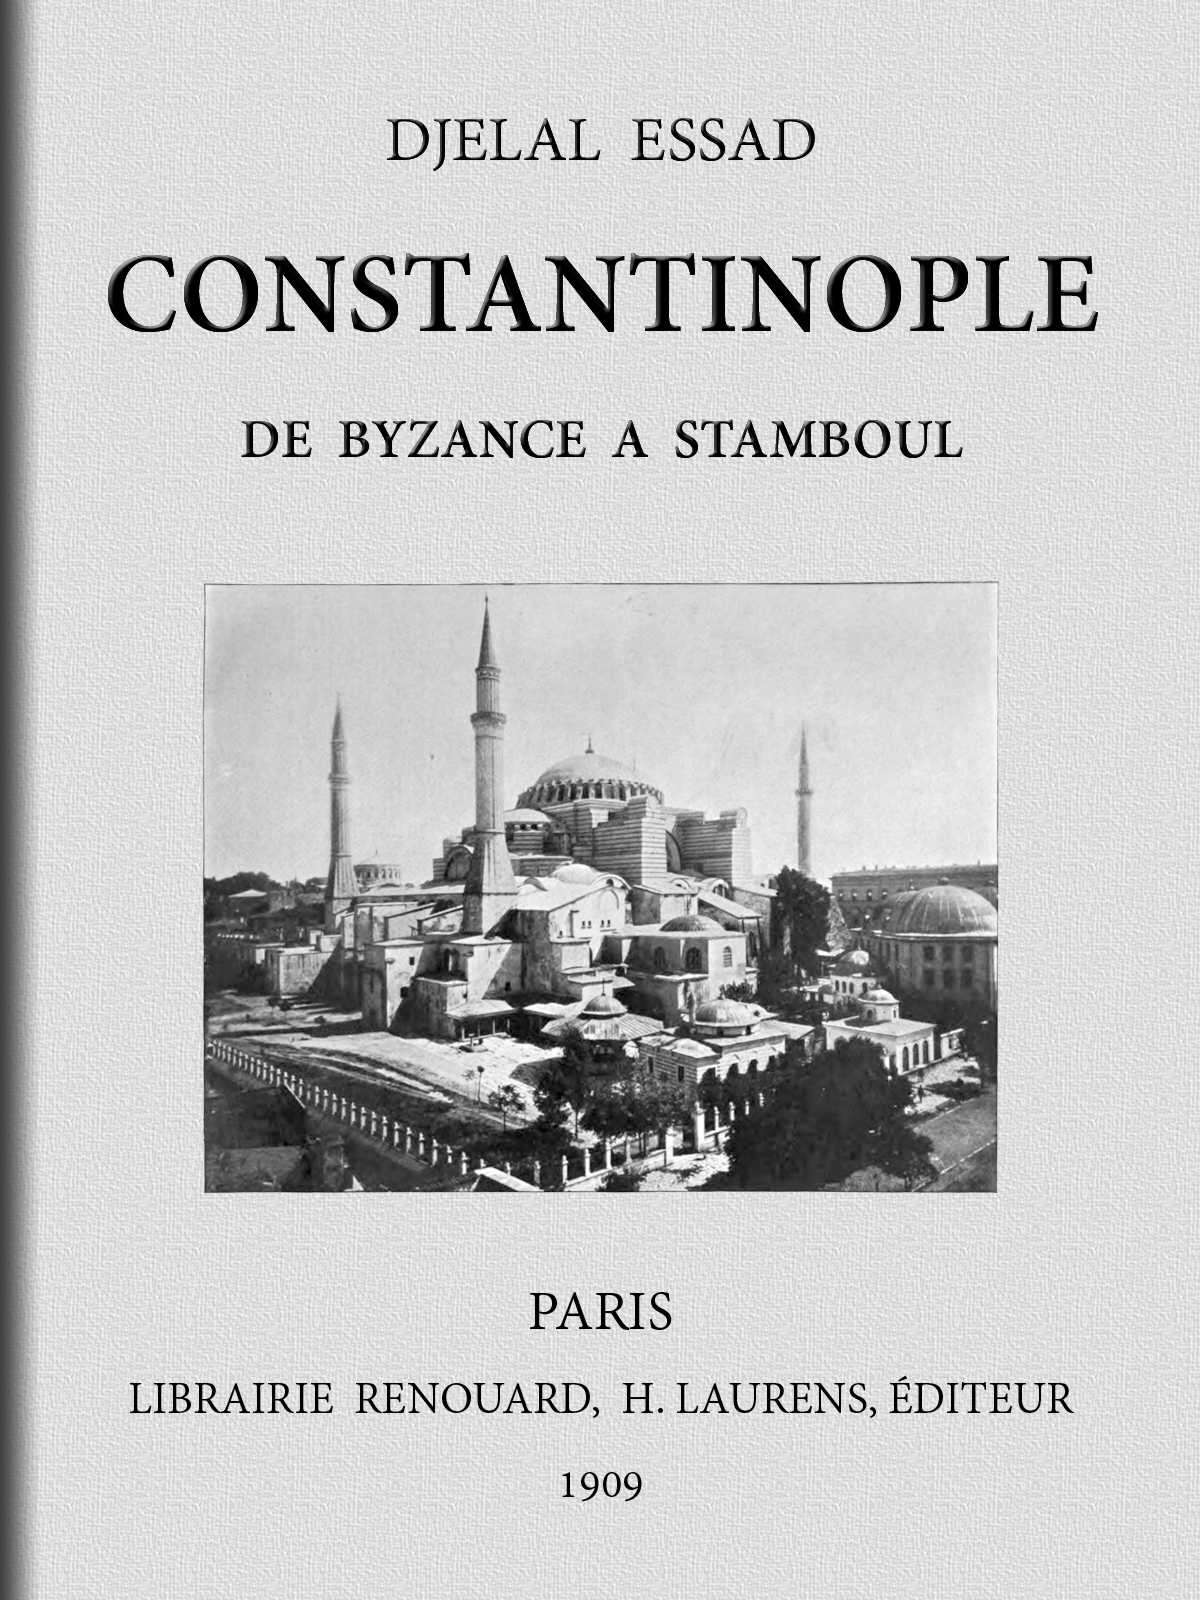 DJELAL ESSAD
CONSTANTINOPLE
DE BYZANCE A STAMBOUL
PARIS
LIBRAIRIE RENOUARD, H. LAURENS, ÉDITEUR
1909